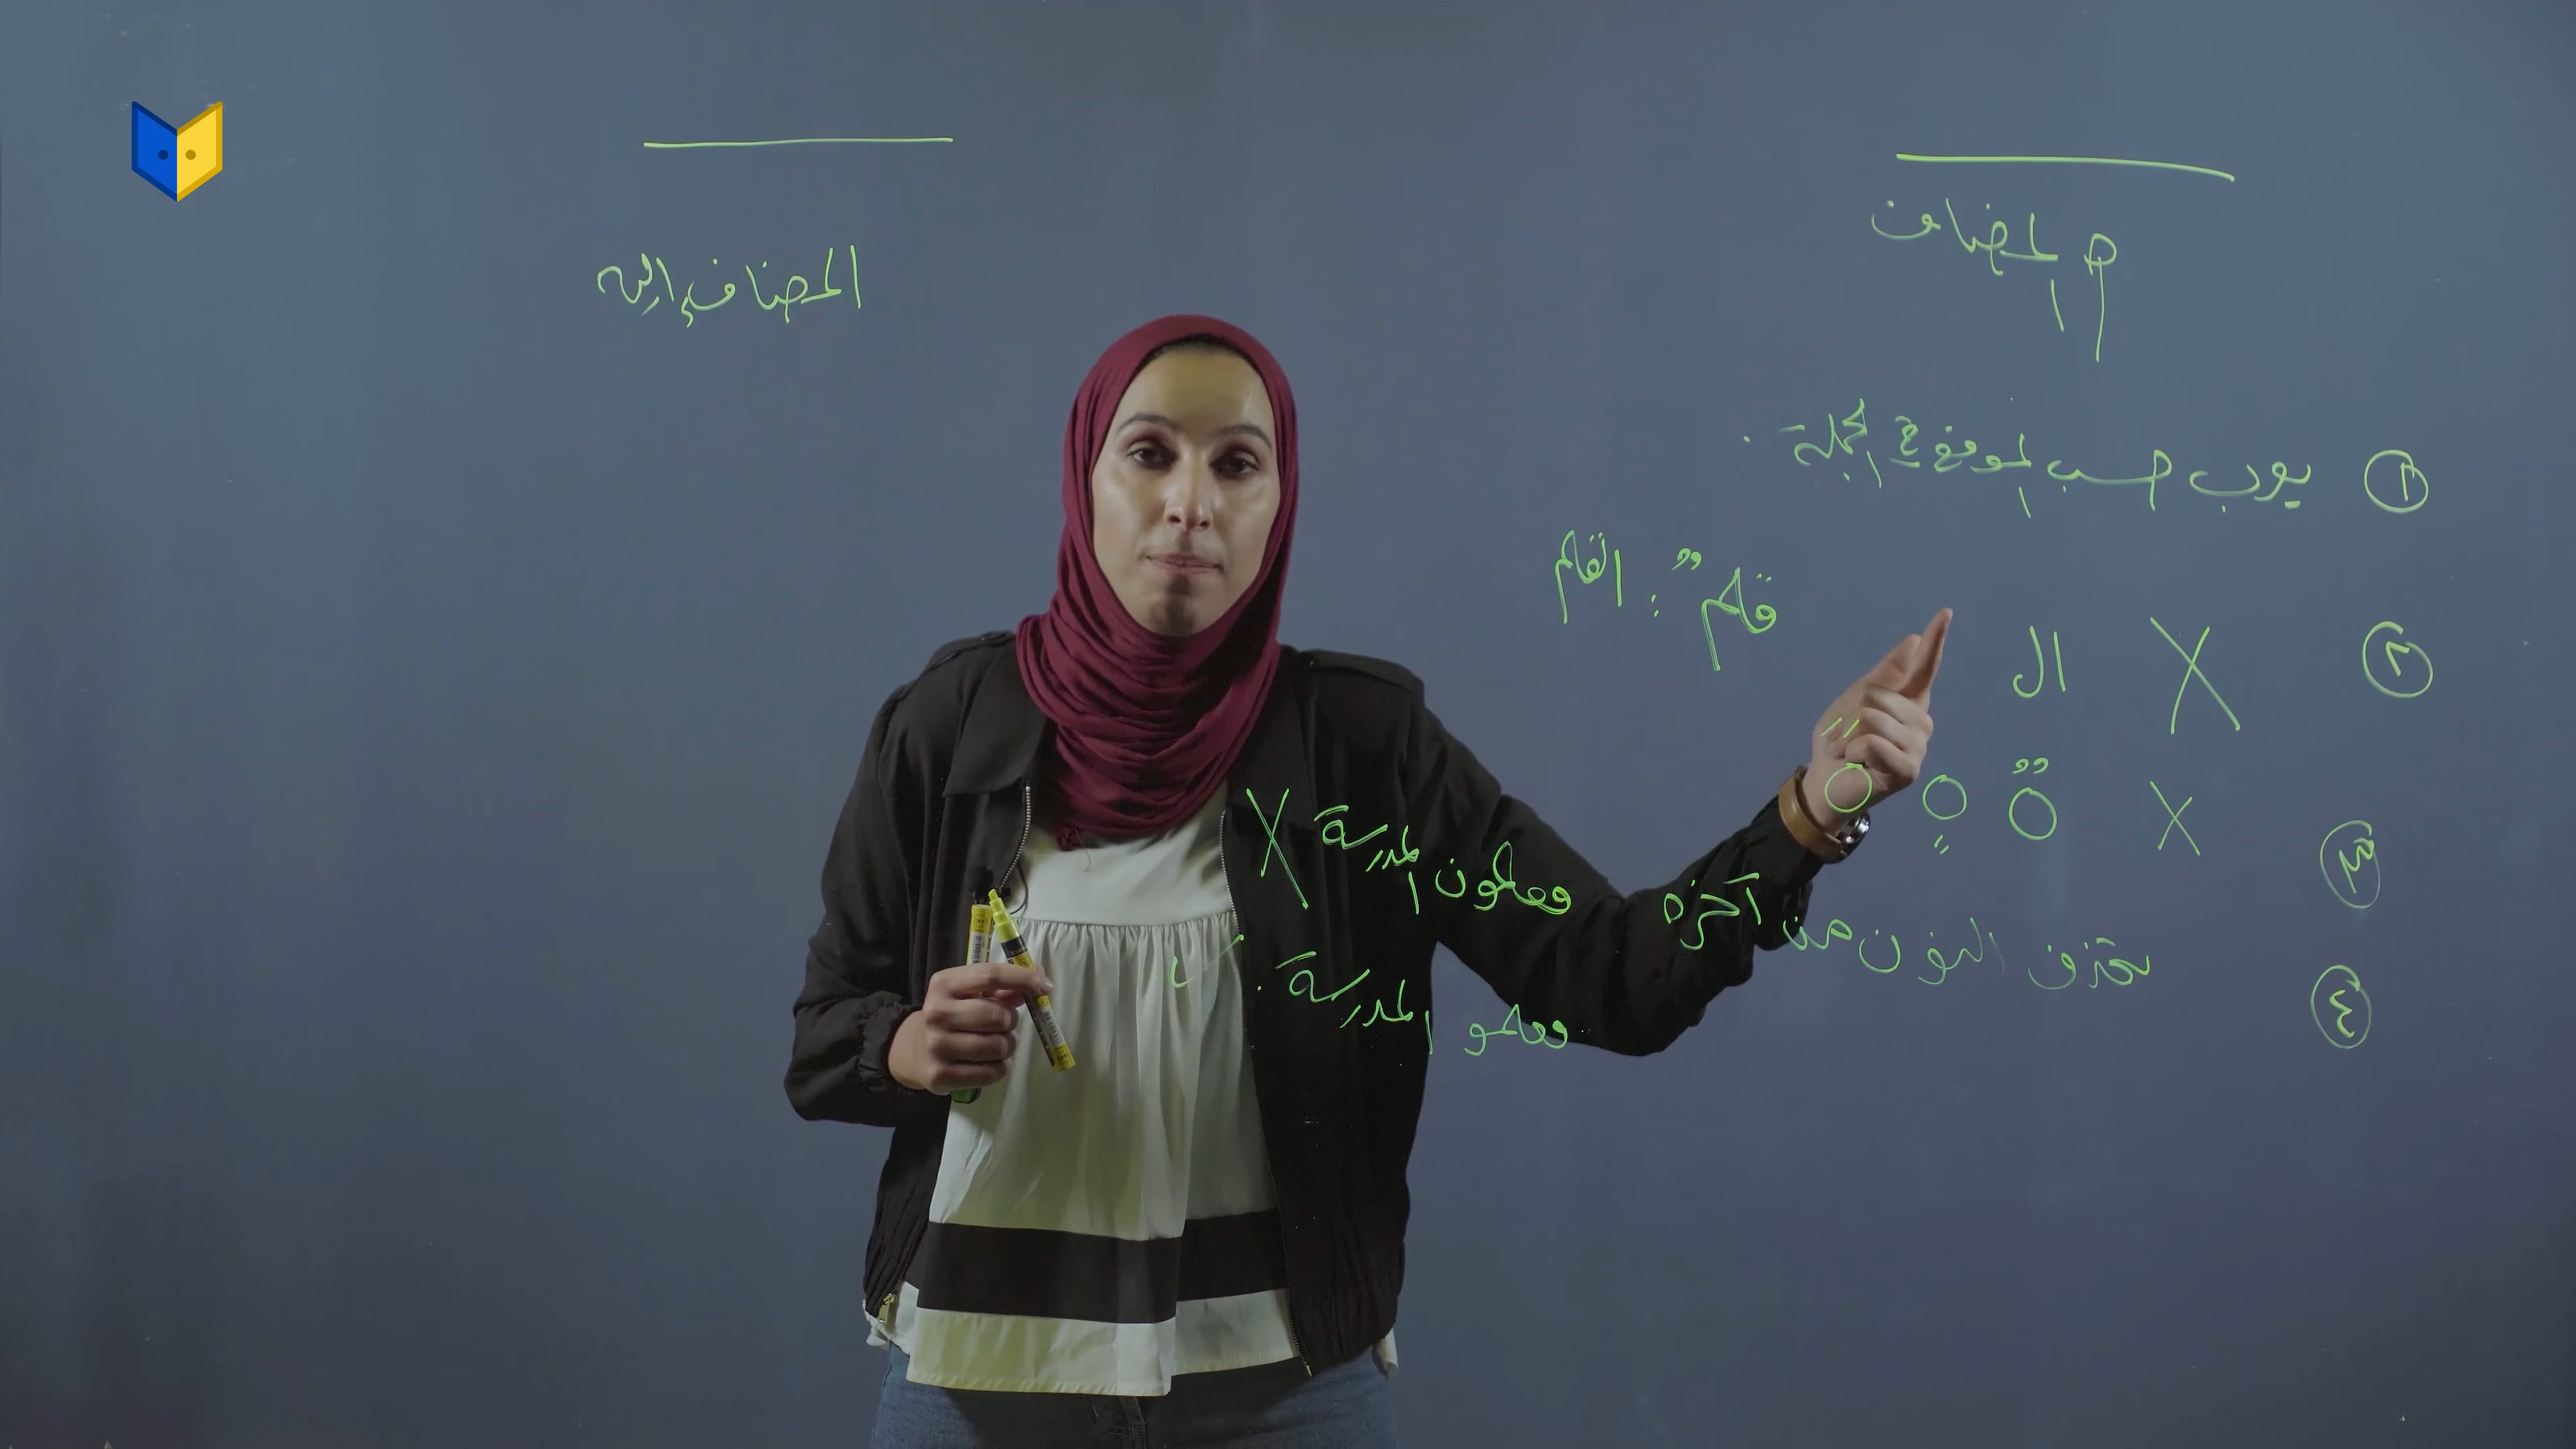 المضاف
المضاف إليه
١ يعرب حسب الموقع في الجملة .
قلمٌ : القلم
٢ X ال
٣ X ٌ ٍ ً
٤ تحذف النون من آخره
معلمون المدرسة X
معلمو المدرسة . ✓